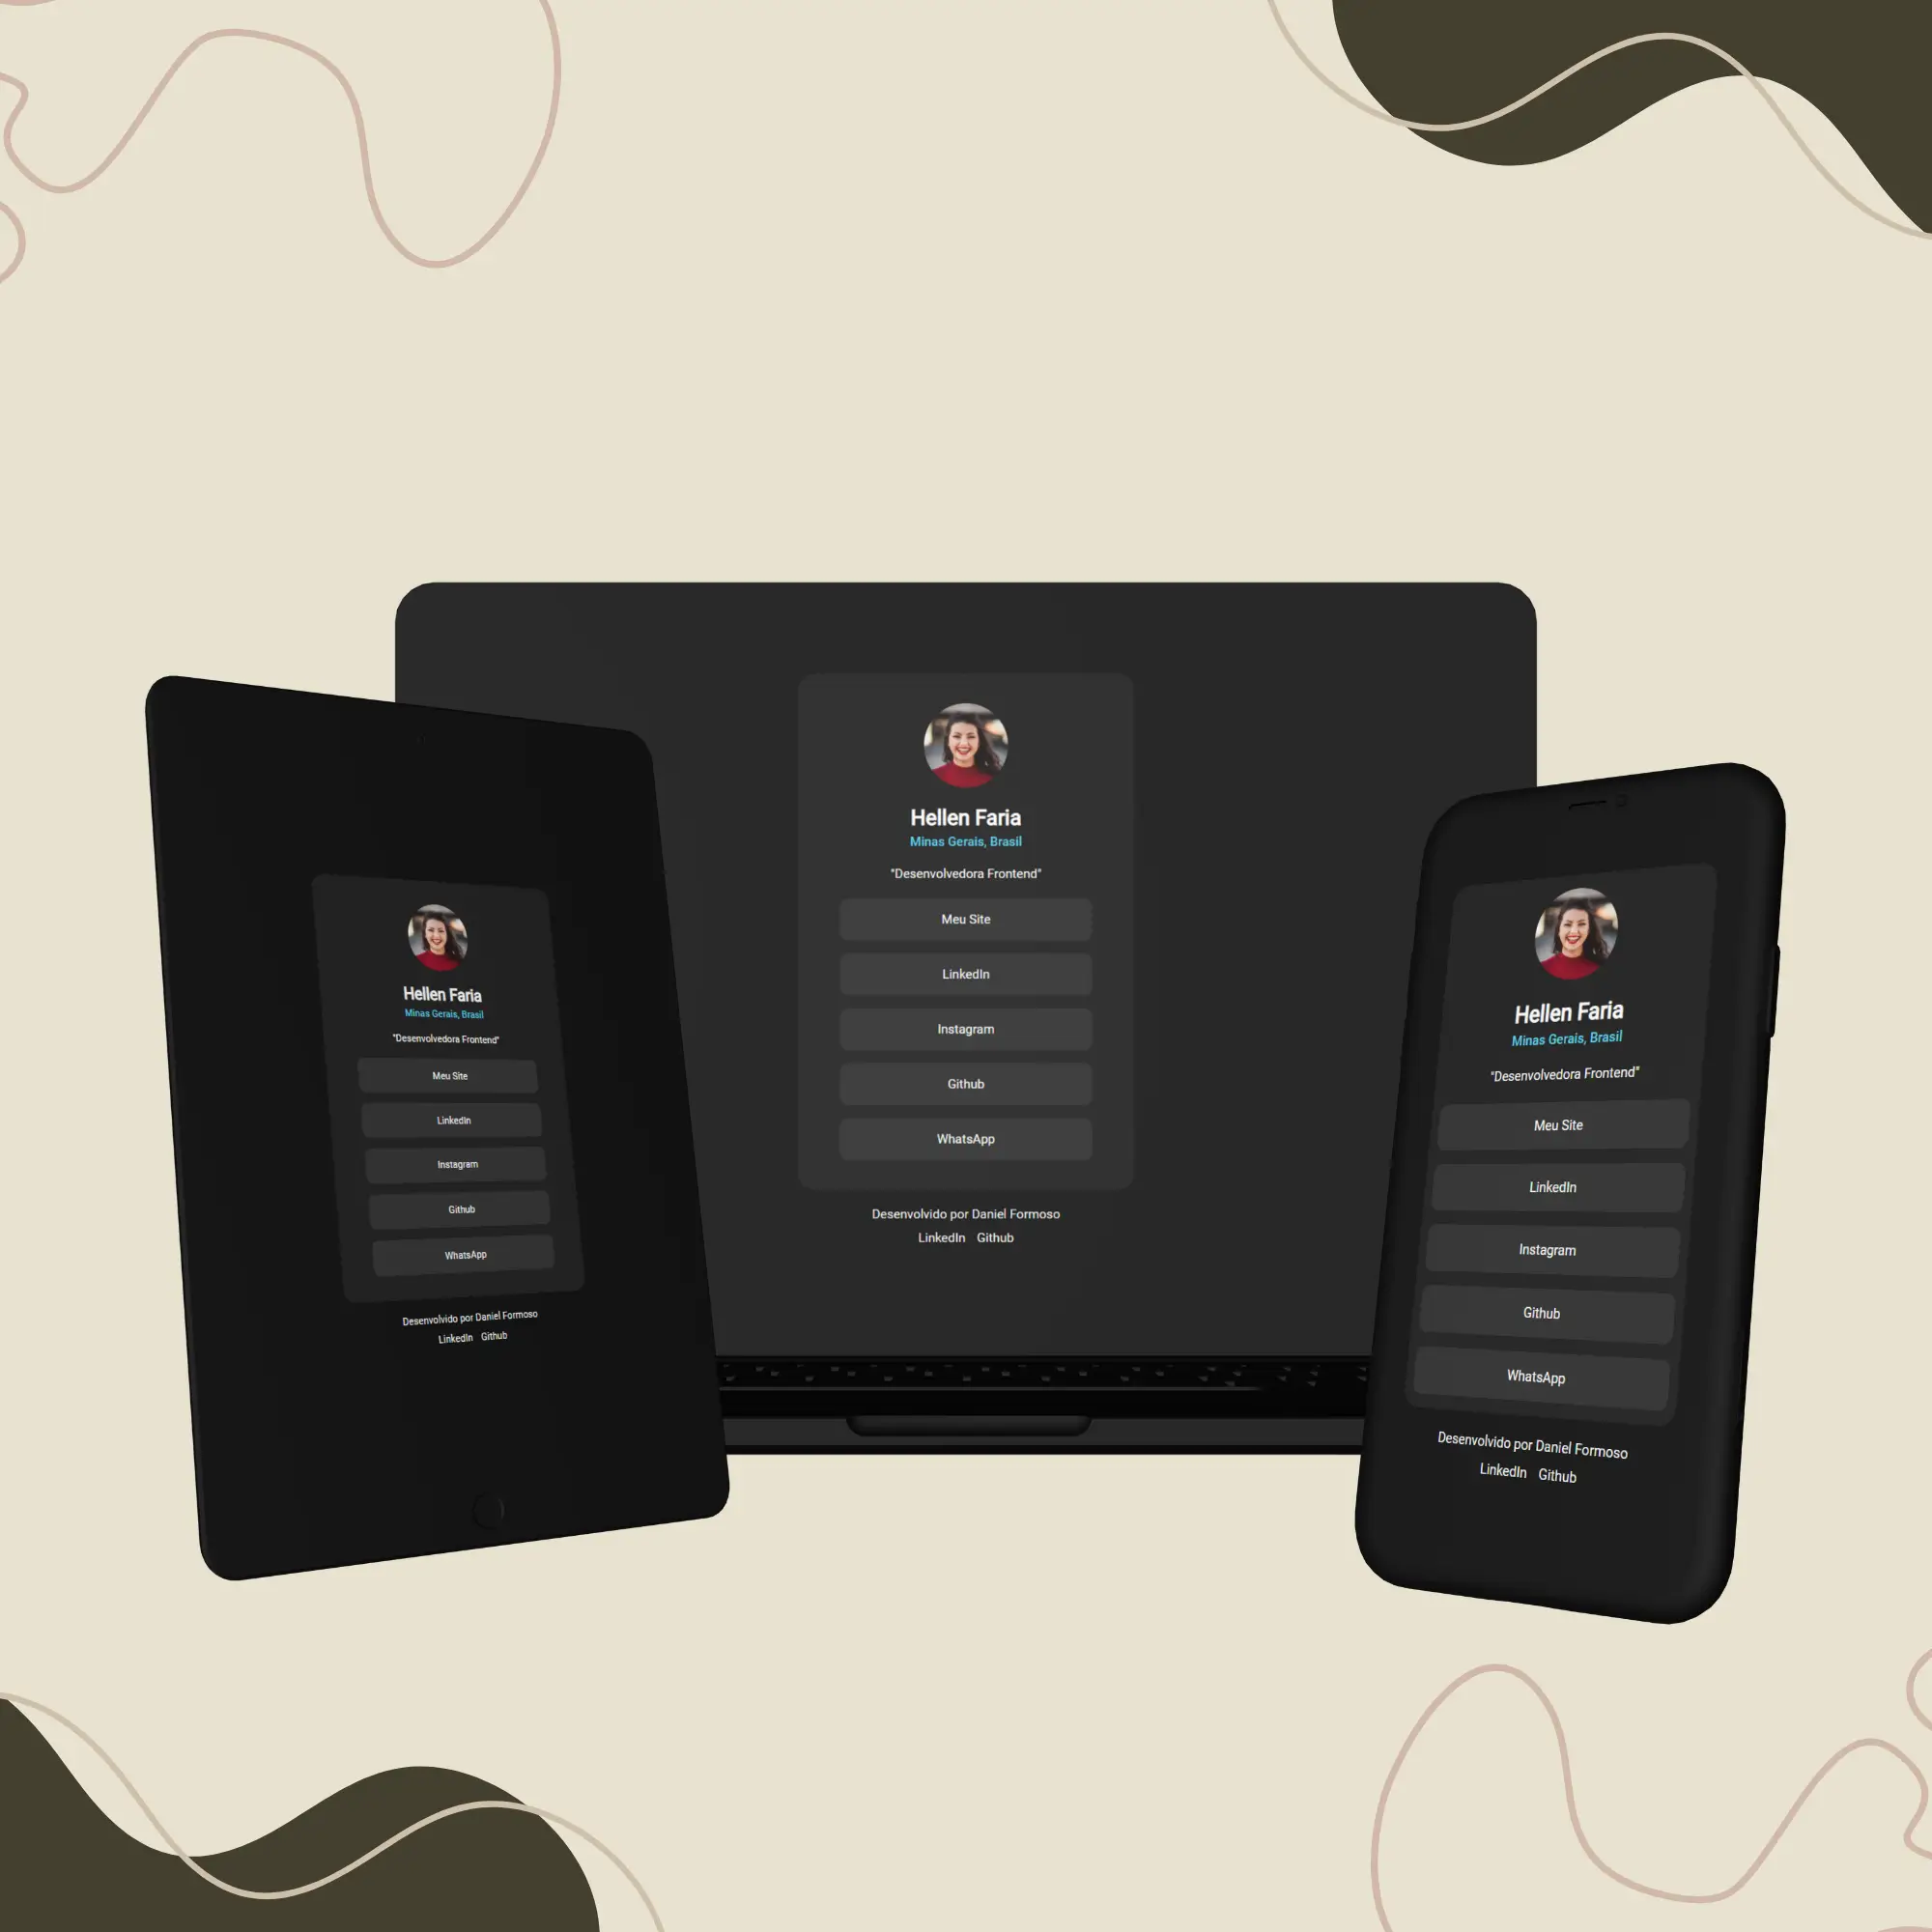 Hellen Faria
Minas Gerais, Brasil
"Desenvolvedora Frontend"
Meu Site
LinkedIn
Instagram
Github
WhatsApp
Desenvolvido por Daniel Formoso
LinkedIn Github
Hellen Faria
Minas Gerais, Brasil
"Desenvolvedora Frontend"
Meu Site
LinkedIn
Instagram
Github
WhatsApp
Desenvolvido por Daniel Formoso
LinkedIn Github
Hellen Faria
Minas Gerais, Brasil
"Desenvolvedora Frontend"
Meu Site
LinkedIn
Instagram
Github
WhatsApp
Desenvolvido por Daniel Formoso
LinkedIn Github